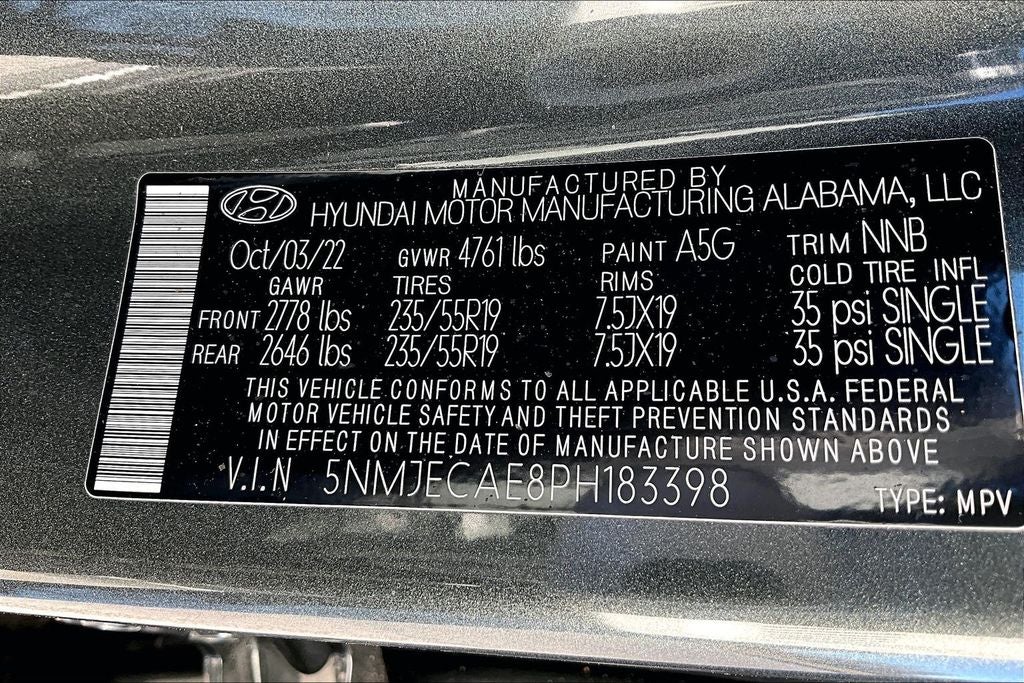 MANUFACTURED BY
HYUNDAI MOTOR MANUFACTURING ALABAMA, LLC
Oct/03/22 GVWR 4761 lbs PAINT A5G TRIM NNB
GAWR TIRES RIMS COLD TIRE INFL
FRONT 2778 lbs 235/55R19 7.5JX19 35 psi SINGLE
REAR 2646 lbs 235/55R19 7.5JX19 35 psi SINGLE
THIS VEHICLE CONFORMS TO ALL APPLICABLE U.S.A. FEDERAL
MOTOR VEHICLE SAFETY AND THEFT PREVENTION STANDARDS
IN EFFECT ON THE DATE OF MANUFACTURE SHOWN ABOVE
V.I.N 5NMJECAE8PH183398
TYPE: MPV